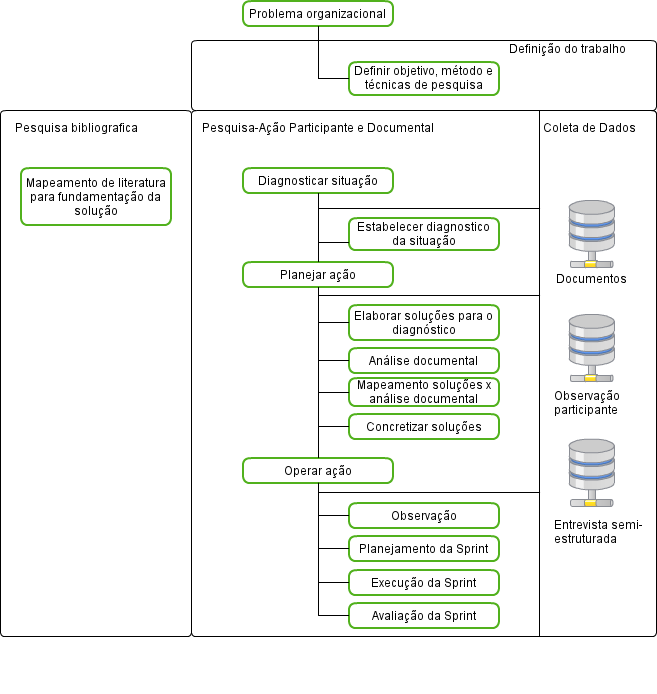 Problema organizacional
Definição do trabalho
Definir objetivo, método e
técnicas de pesquisa
Pesquisa bibliografica
Pesquisa-Ação Participante e Documental
Coleta de Dados
Mapeamento de literatura
para fundamentação da
solução
Diagnosticar situação
Estabelecer diagnostico
da situação
Planejar ação
Elaborar soluções para o
diagnóstico
Análise documental
Mapeamento soluções x
análise documental
Concretizar soluções
Operar ação
Observação
Planejamento da Sprint
Execução da Sprint
Avaliação da Sprint
Documentos
Observação
participante
Entrevista semi-
estruturada